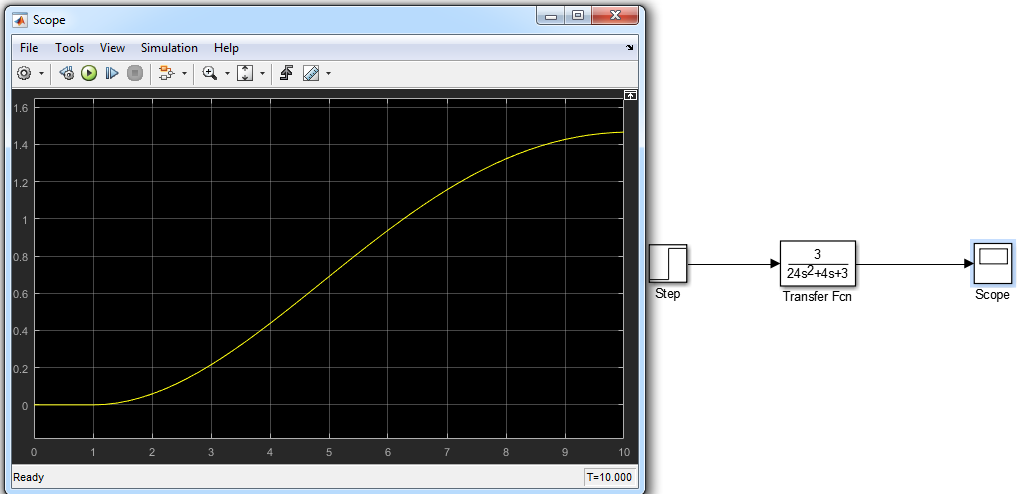 Scope
File Tools View Simulation Help
1.6
1.4
1.2
1
0.8
0.6
0.4
0.2
0
0 1 2 3 4 5 6 7 8 9 10
Ready T=10.000
Step
3
24s2+4s+3
Transfer Fcn
Scope